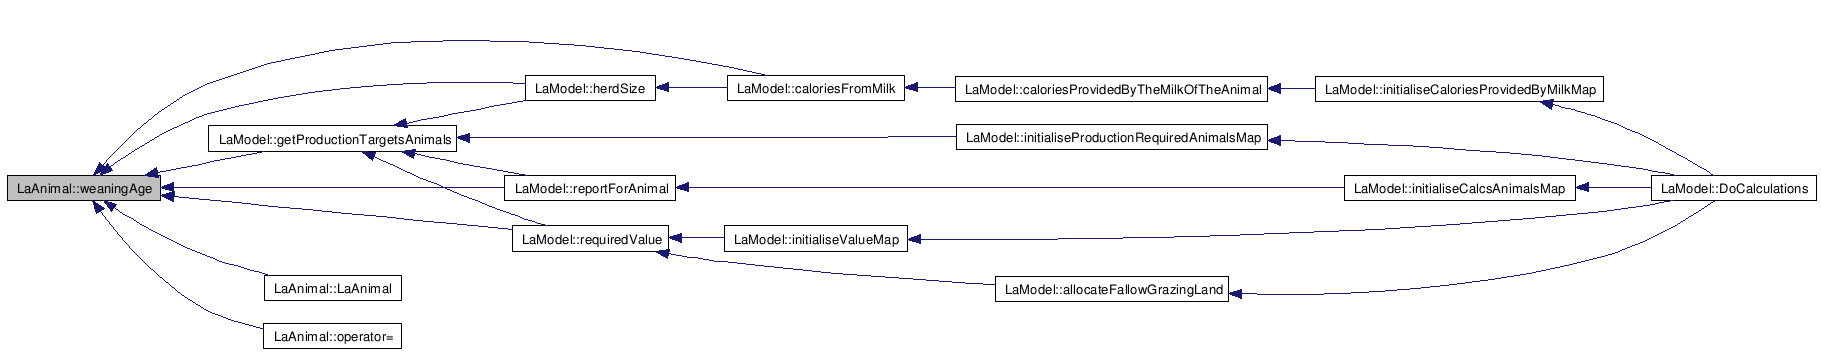 LaModel::herdSize
LaModel::caloriesFromMilk
LaModel::caloriesProvidedByTheMilkOfTheAnimal
LaModel::initialiseCaloriesProvidedByMilkMap
LaModel::getProductionTargetsAnimals
LaModel::initialiseProductionRequiredAnimalsMap
LaAnimal::weaningAge
LaModel::reportForAnimal
LaModel::initialiseCalcsAnimalsMap
LaModel::DoCalculations
LaModel::requiredValue
LaModel::initialiseValueMap
LaAnimal::LaAnimal
LaModel::allocateFallowGrazingLand
LaAnimal::operator=